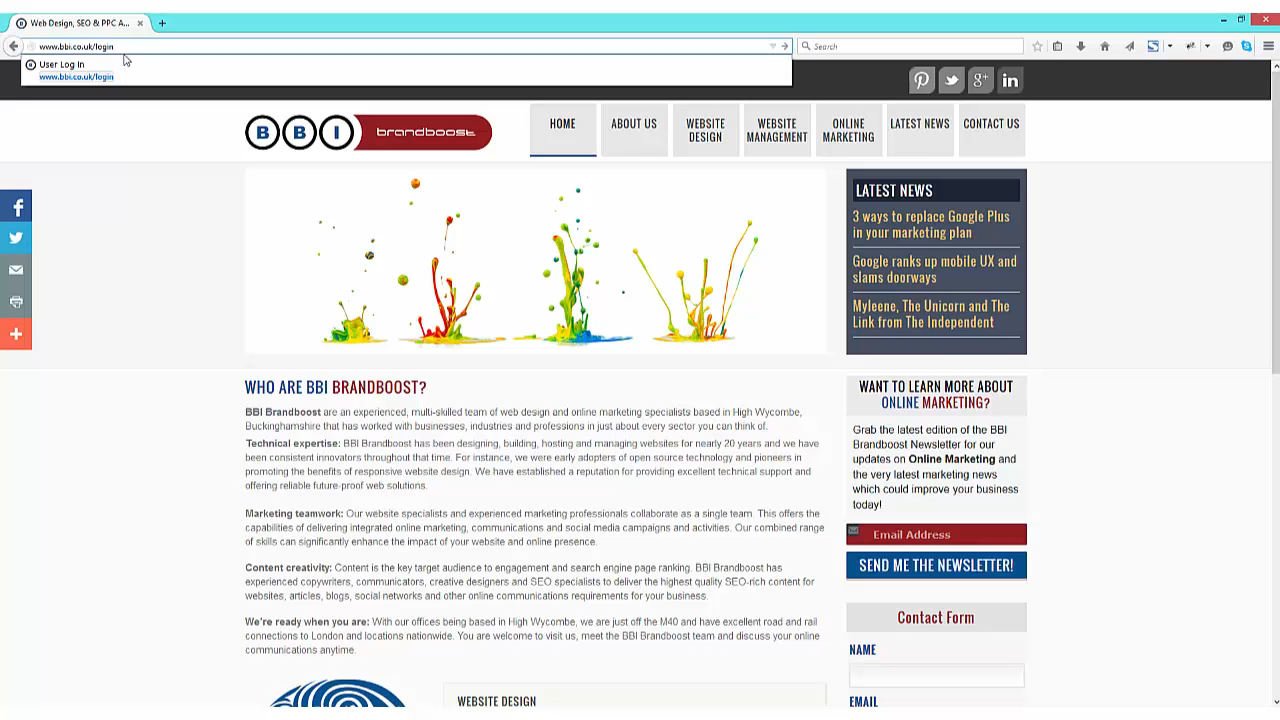 Web Design, SEO & PPC A...
www.bbi.co.uk/login
Search
User Log In
www.bbi.co.uk/login
B B I brandboost
HOME
ABOUT US
WEBSITE
DESIGN
WEBSITE
MANAGEMENT
ONLINE
MARKETING
LATEST NEWS
CONTACT US
LATEST NEWS
3 ways to replace Google Plus
in your marketing plan
Google ranks up mobile UX and
slams doorways
Myleene, The Unicorn and The
Link from The Independent
WHO ARE BBI BRANDBOOST?
BBI Brandboost are an experienced, multi-skilled team of web design and online marketing specialists based in High Wycombe,
Buckinghamshire that has worked with businesses, industries and professions in just about every sector you can think of.
Technical expertise: BBI Brandboost has been designing, building, hosting and managing websites for nearly 20 years and we have
been consistent innovators throughout that time. For instance, we were early adopters of open source technology and pioneers in
promoting the benefits of responsive website design. We have established a reputation for providing excellent technical support and
offering reliable future-proof web solutions.
Marketing teamwork: Our website specialists and experienced marketing professionals collaborate as a single team. This offers the
capabilities of delivering integrated online marketing, communications and social media campaigns and activities. Our combined range
of skills can significantly enhance the impact of your website and online presence.
Content creativity: Content is the key target audience to engagement and search engine page ranking. BBI Brandboost has
experienced copywriters, communicators, creative designers and SEO specialists to deliver the highest quality SEO-rich content for
websites, articles, blogs, social networks and other online communications requirements for your business.
We're ready when you are: With our offices being based in High Wycombe, we are just off the M40 and have excellent road and rail
connections to London and locations nationwide. You are welcome to visit us, meet the BBI Brandboost team and discuss your online
communications anytime.
WEBSITE DESIGN
WANT TO LEARN MORE ABOUT
ONLINE MARKETING?
Grab the latest edition of the BBI
Brandboost Newsletter for our
updates on Online Marketing and
the very latest marketing news
which could improve your business
today!
Email Address
SEND ME THE NEWSLETTER!
Contact Form
NAME
EMAIL